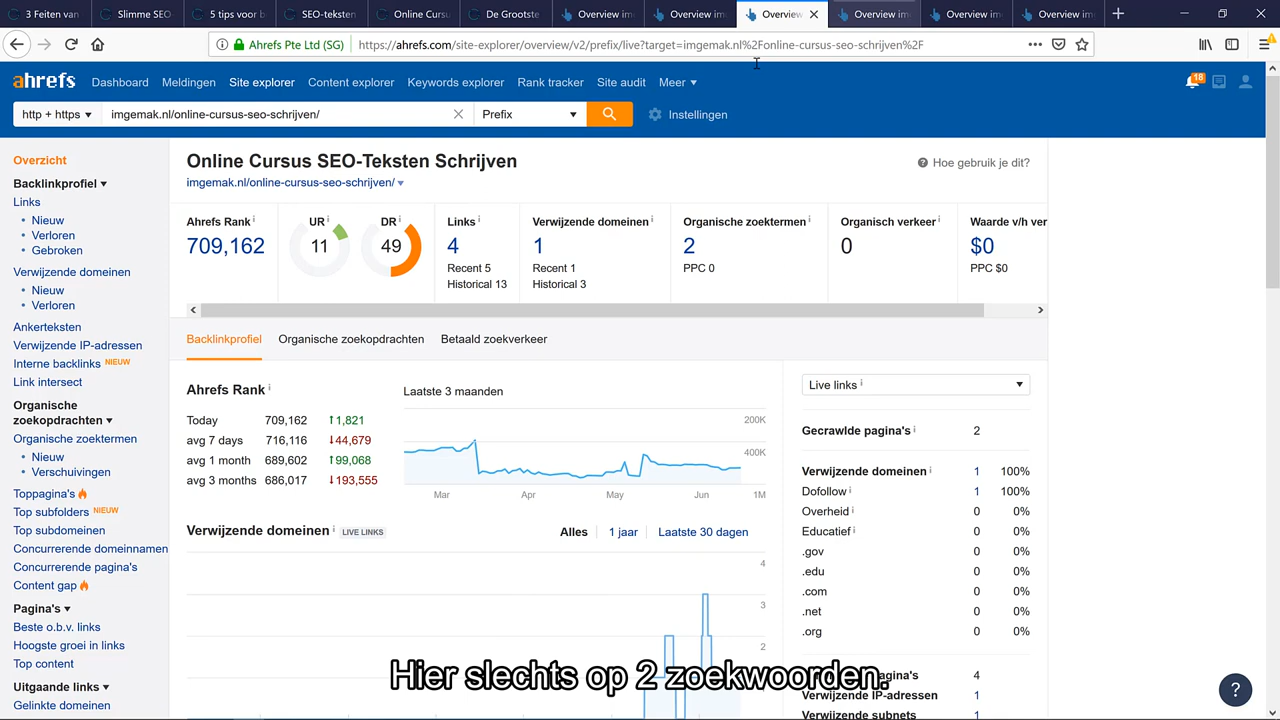 3 Feiten van
Slimme SEO
5 tips voor b
SEO-teksten
Online Cursu
De Grootste
Overview ime
Overview im
Overview
Overview im
Overview im
Overview im
Ahrefs Pte Ltd (SG)
https://ahrefs.com/site-explorer/overview/v2/prefix/live?target=imgemak.nl%2Fonline-cursus-seo-schrijven%2F
ahrefs
Dashboard
Meldingen
Site explorer
Content explorer
Keywords explorer
Rank tracker
Site audit
Meer
18
http + https
imgemak.nl/online-cursus-seo-schrijven/
Prefix
Instellingen
Overzicht
Backlinkprofiel
Links
Nieuw
Verloren
Gebroken
Verwijzende domeinen
Nieuw
Verloren
Ankerteksten
Verwijzende IP-adressen
Interne backlinks NIEUW
Link intersect
Organische
zoekopdrachten
Organische zoektermen
Nieuw
Verschuivingen
Toppagina's
Top subfolders NIEUW
Top subdomeinen
Concurrerende domeinnamen
Concurrerende pagina's
Content gap
Pagina's
Beste o.b.v. links
Hoogste groei in links
Top content
Uitgaande links
Gelinkte domeinen
Online Cursus SEO-Teksten Schrijven
Hoe gebruik je dit?
imgemak.nl/online-cursus-seo-schrijven/
Ahrefs Rank
709,162
UR
11
DR
49
Links
4
Recent 5
Historical 13
Verwijzende domeinen
1
Recent 1
Historical 3
Organische zoektermen
2
PPC 0
Organisch verkeer
0
Waarde v/h ver
$0
PPC $0
Backlinkprofiel
Organische zoekopdrachten
Betaald zoekverkeer
Ahrefs Rank
Today 709,162 ↑1,821
avg 7 days 716,116 ↓44,679
avg 1 month 689,602 ↑99,068
avg 3 months 686,017 ↓193,555
Laatste 3 maanden
200K
400K
1M
Mar Apr May Jun
Verwijzende domeinen LIVE LINKS
Alles
1 jaar
Laatste 30 dagen
4
3
2
Live links
Gecrawlde pagina's 2
Verwijzende domeinen 1 100%
Dofollow 1 100%
Overheid 0 0%
Educatief 0 0%
.gov 0 0%
.edu 0 0%
.com 0 0%
.net 0 0%
.org 0 0%
4
Verwijzende IP-adressen 1
Verwijzende subnets 1
Hier slechts op 2 zoekwoorden.
?